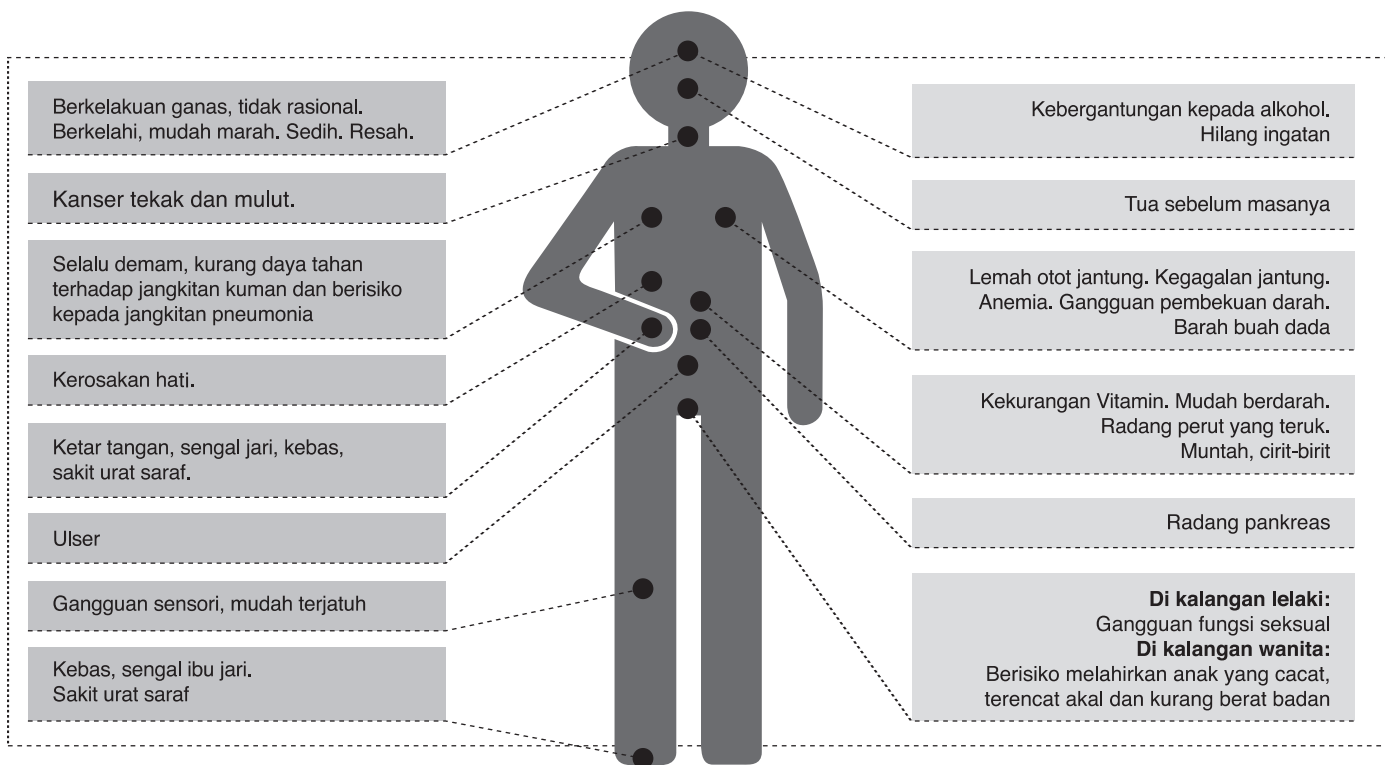 Berkelakuan ganas, tidak rasional.
Berkelahi, mudah marah. Sedih. Resah.
Kanser tekak dan mulut.
Selalu demam, kurang daya tahan
terhadap jangkitan kuman dan berisiko
kepada jangkitan pneumonia
Kerosakan hati.
Ketar tangan, sengal jari, kebas,
sakit urat saraf.
Ulser
Gangguan sensori, mudah terjatuh
Kebas, sengal ibu jari.
Sakit urat saraf
Kebergantungan kepada alkohol.
Hilang ingatan
Tua sebelum masanya
Lemah otot jantung. Kegagalan jantung.
Anemia. Gangguan pembekuan darah.
Barah buah dada
Kekurangan Vitamin. Mudah berdarah.
Radang perut yang teruk.
Muntah, cirit-birit
Radang pankreas
Di kalangan lelaki:
Gangguan fungsi seksual
Di kalangan wanita:
Berisiko melahirkan anak yang cacat,
terencat akal dan kurang berat badan